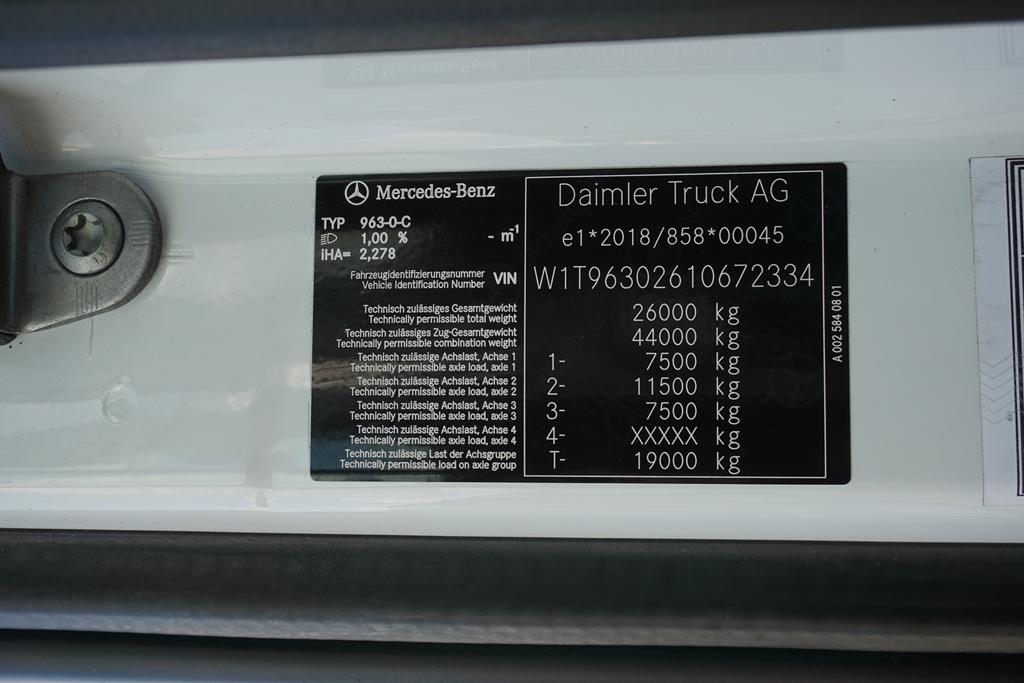 Mercedes-Benz
Daimler Truck AG
TYP 963-0-C
1,00 % - m⁻¹
iHA= 2,278
e1*2018/858*00045
Fahrzeugidentifizierungsnummer
Vehicle Identification Number VIN W1T96302610672334
Technisch zulässiges Gesamtgewicht
Technically permissible total weight 26000 kg
Technisch zulässiges Zug-Gesamtgewicht
Technically permissible combination weight 44000 kg
Technisch zulässige Achslast, Achse 1
Technically permissible axle load, axle 1 1- 7500 kg
Technisch zulässige Achslast, Achse 2
Technically permissible axle load, axle 2 2- 11500 kg
Technisch zulässige Achslast, Achse 3
Technically permissible axle load, axle 3 3- 7500 kg
Technisch zulässige Achslast, Achse 4
Technically permissible axle load, axle 4 4- XXXXX kg
Technisch zulässige Last der Achsgruppe
Technically permissible load on axle group T- 19000 kg
A 002 584 08 01